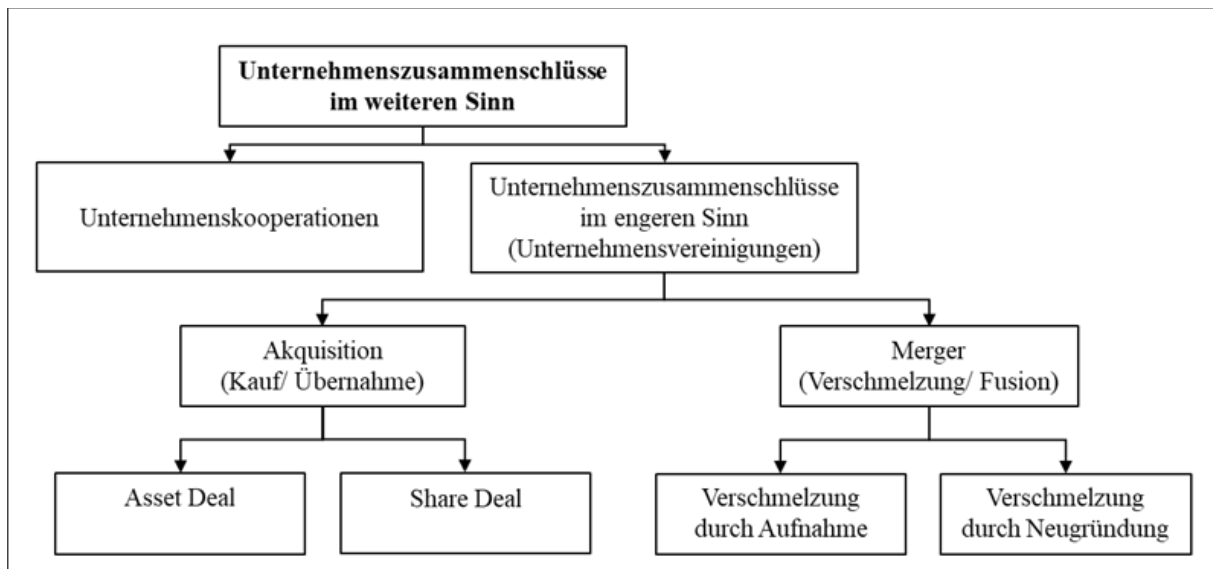 Unternehmenszusammenschlüsse
im weiteren Sinn
Unternehmenskooperationen
Unternehmenszusammenschlüsse
im engeren Sinn
(Unternehmensvereinigungen)
Akquisition
(Kauf/ Übernahme)
Merger
(Verschmelzung/ Fusion)
Asset Deal
Share Deal
Verschmelzung
durch Aufnahme
Verschmelzung
durch Neugründung